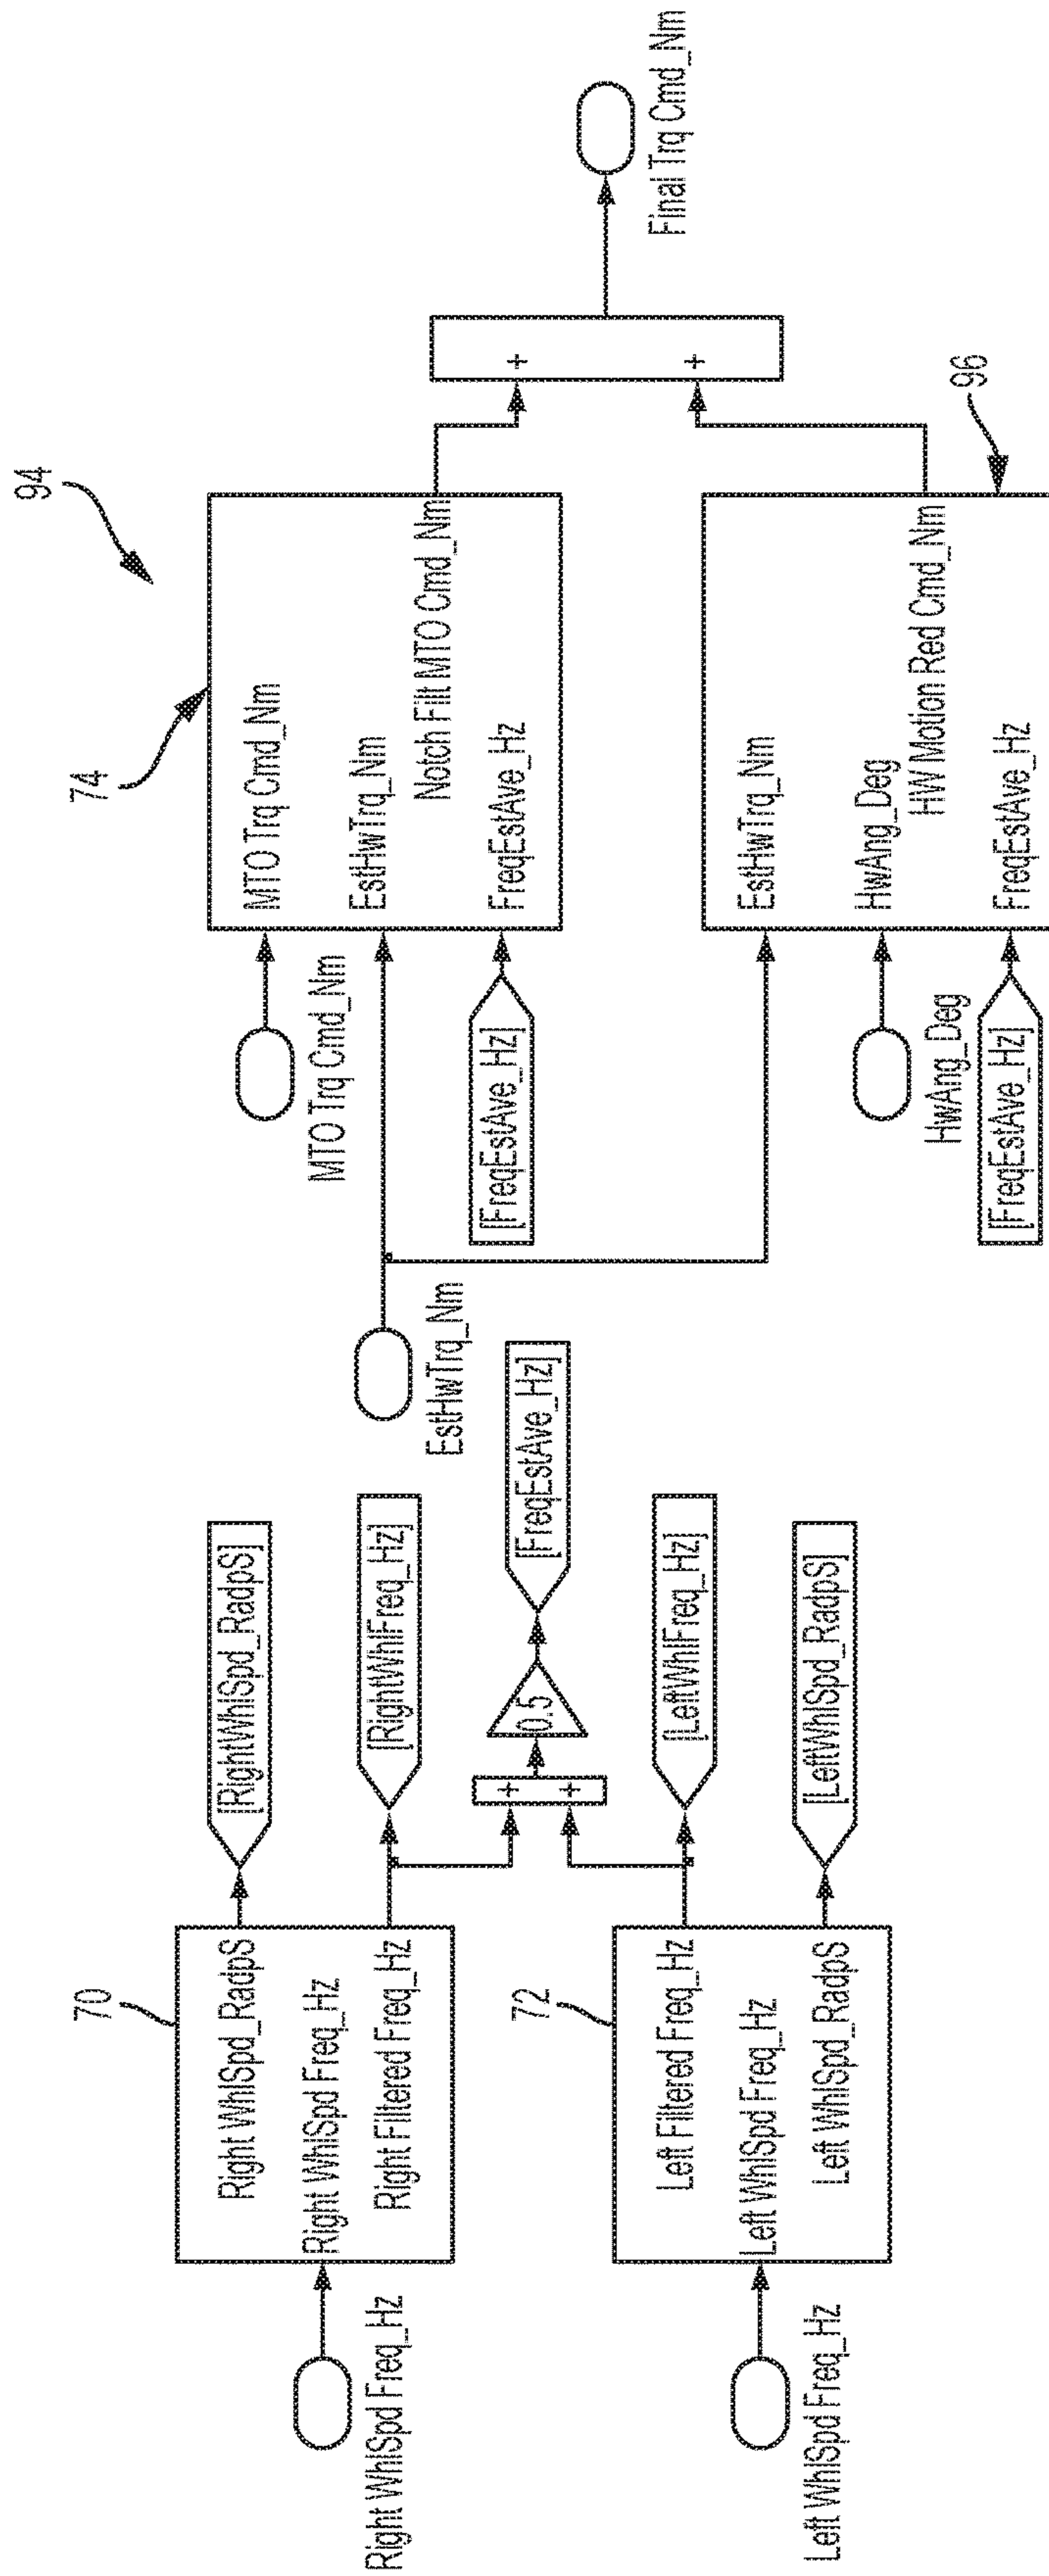 94
70
Right WhlSpd Freq_Hz
Right WhlSpd_RadpS
Right WhlSpd Freq_Hz
Right Filtered Freq_Hz
[RightWhlSpd_RadpS]
[RightWhlFreq_Hz]
72
Left WhlSpd Freq_Hz
Left Filtered Freq_Hz
Left WhlSpd Freq_Hz
Left WhlSpd_RadpS
+
+
0.5
[FreqEstAve_Hz]
[LeftWhlFreq_Hz]
[LeftWhlSpd_RadpS]
EstHwTrq_Nm
74
MTO Trq Cmd_Nm
[FreqEstAve_Hz]
MTO Trq Cmd_Nm
EstHwTrq_Nm
Notch Filt MTO Cmd_Nm
FreqEstAve_Hz
HwAng_Deg
[FreqEstAve_Hz]
EstHwTrq_Nm
HwAng_Deg
HW Motion Red Cmd_Nm
FreqEstAve_Hz
96
+
+
Final Trq Cmd_Nm